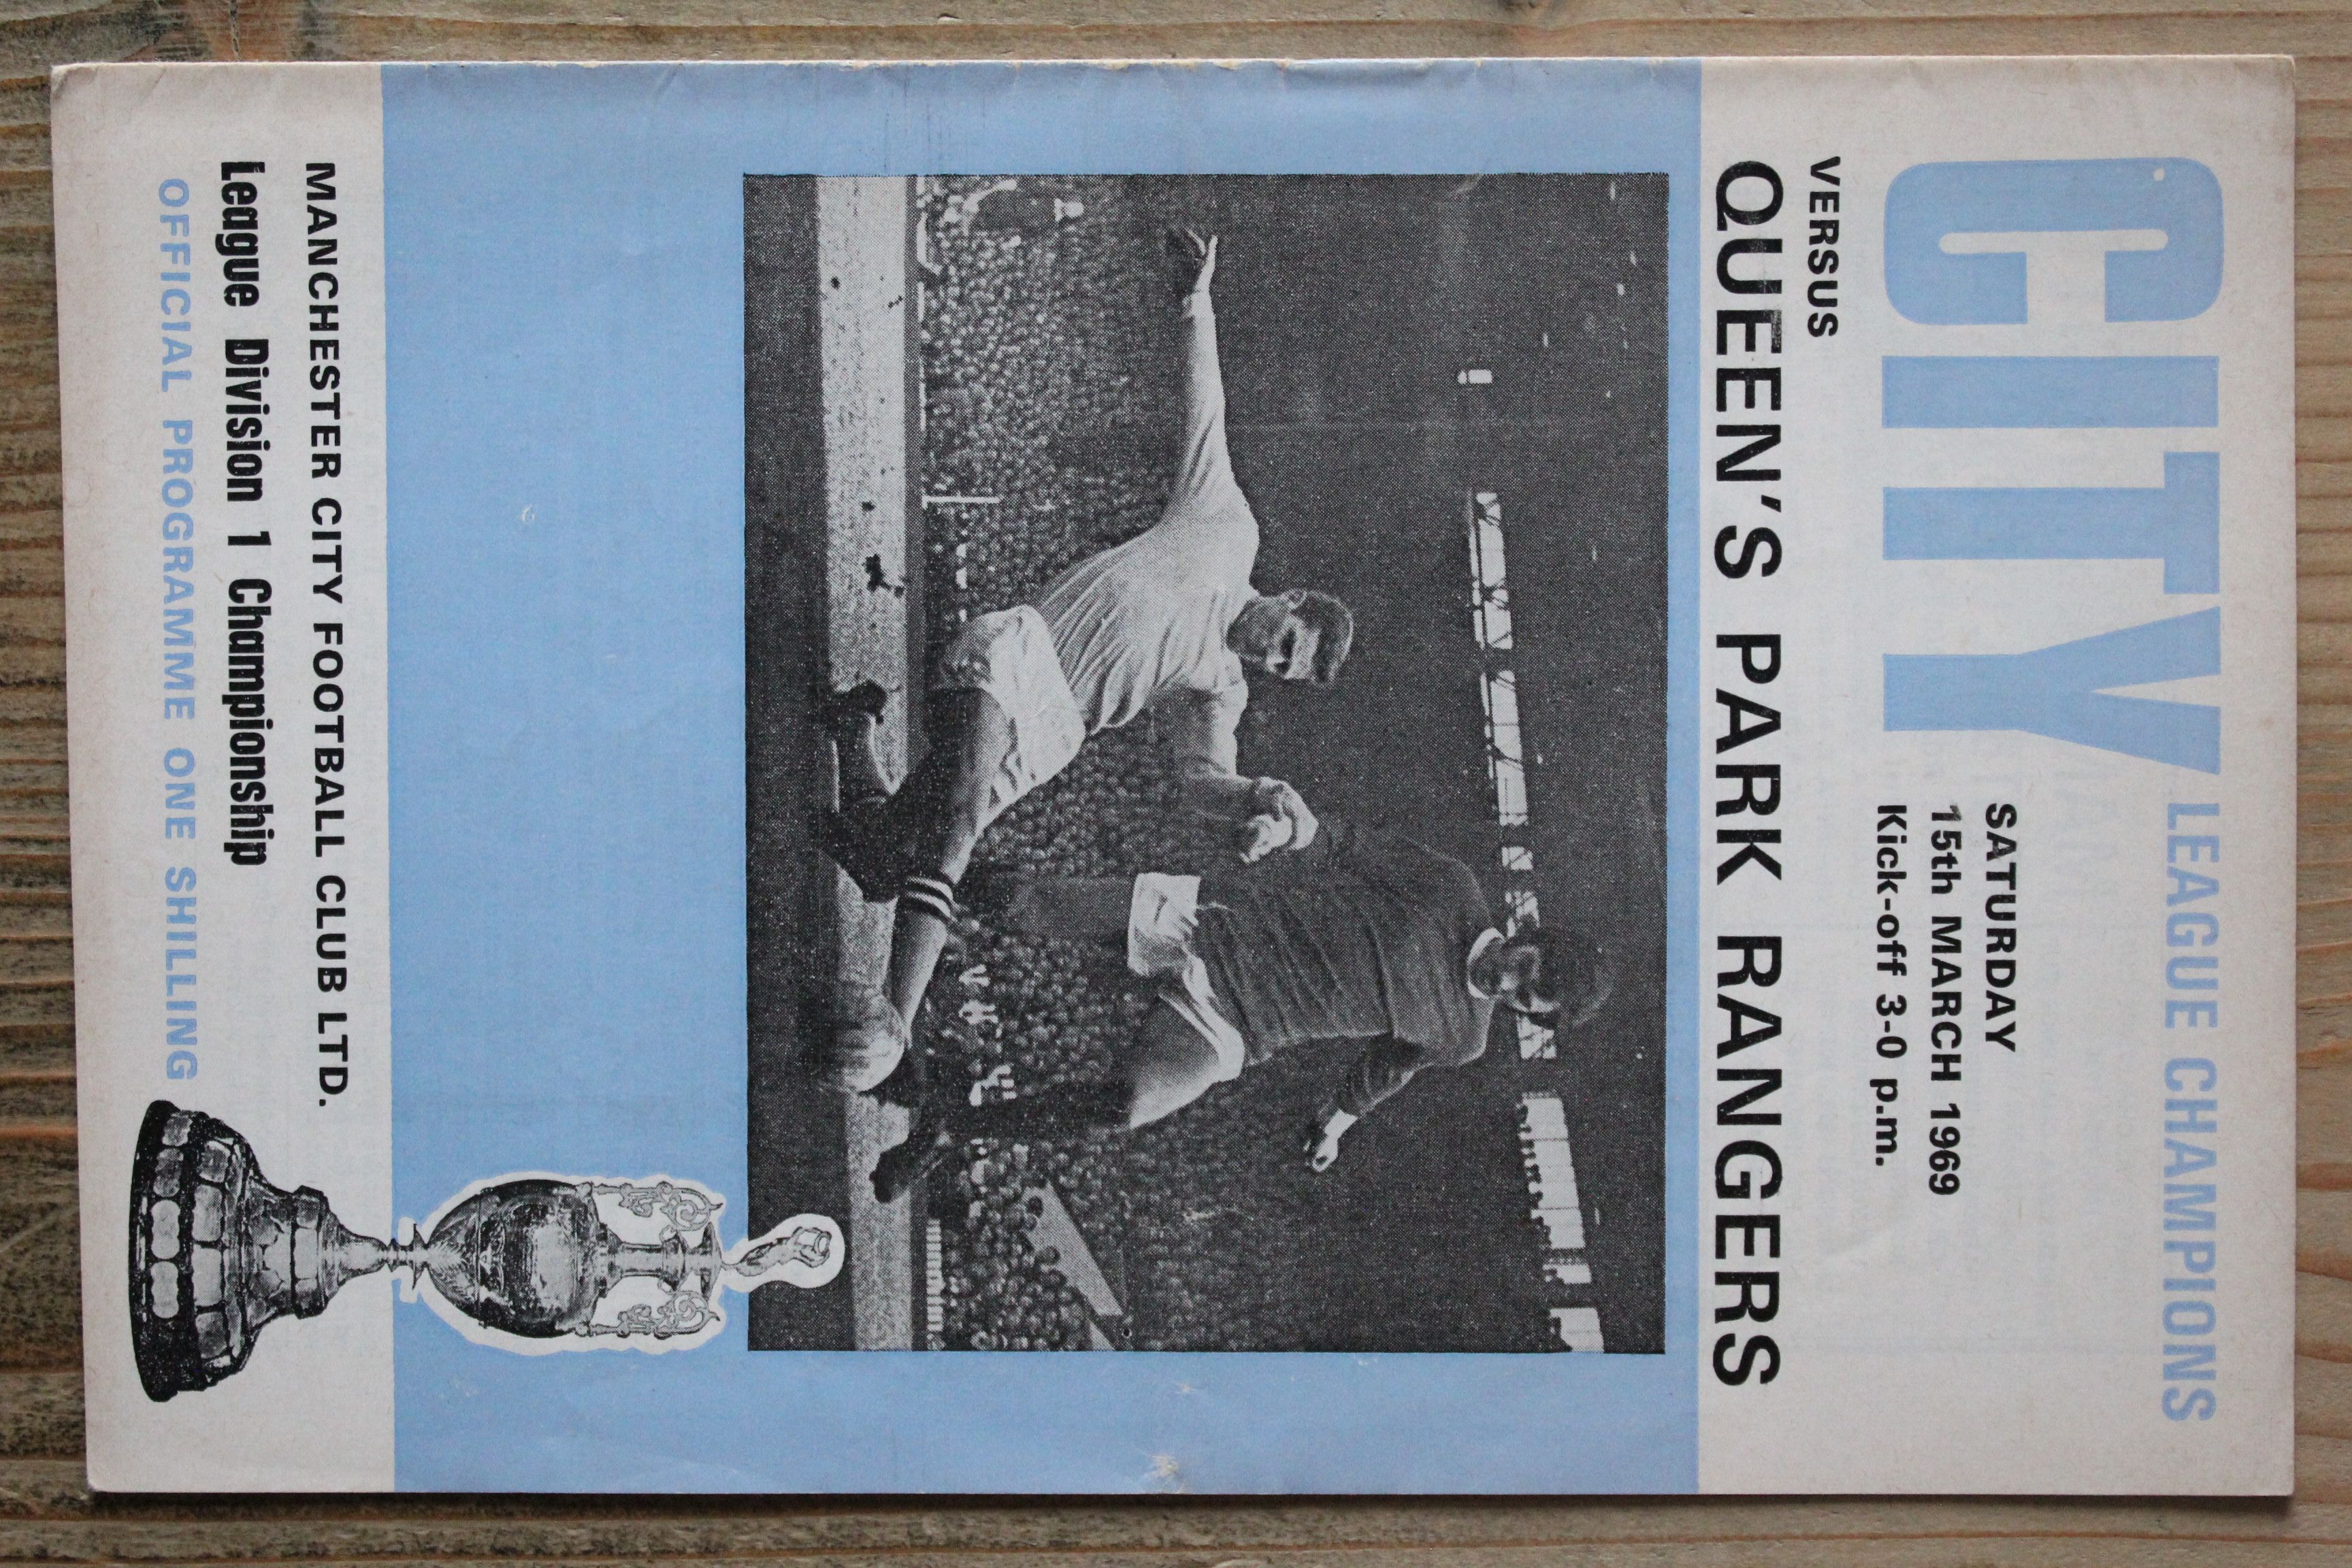 CITY
LEAGUE CHAMPIONS
SATURDAY
15th MARCH 1969
Kick-off 3-0 p.m.
VERSUS
QUEEN'S PARK RANGERS
MANCHESTER CITY FOOTBALL CLUB LTD.
League Division 1 Championship
OFFICIAL PROGRAMME ONE SHILLING